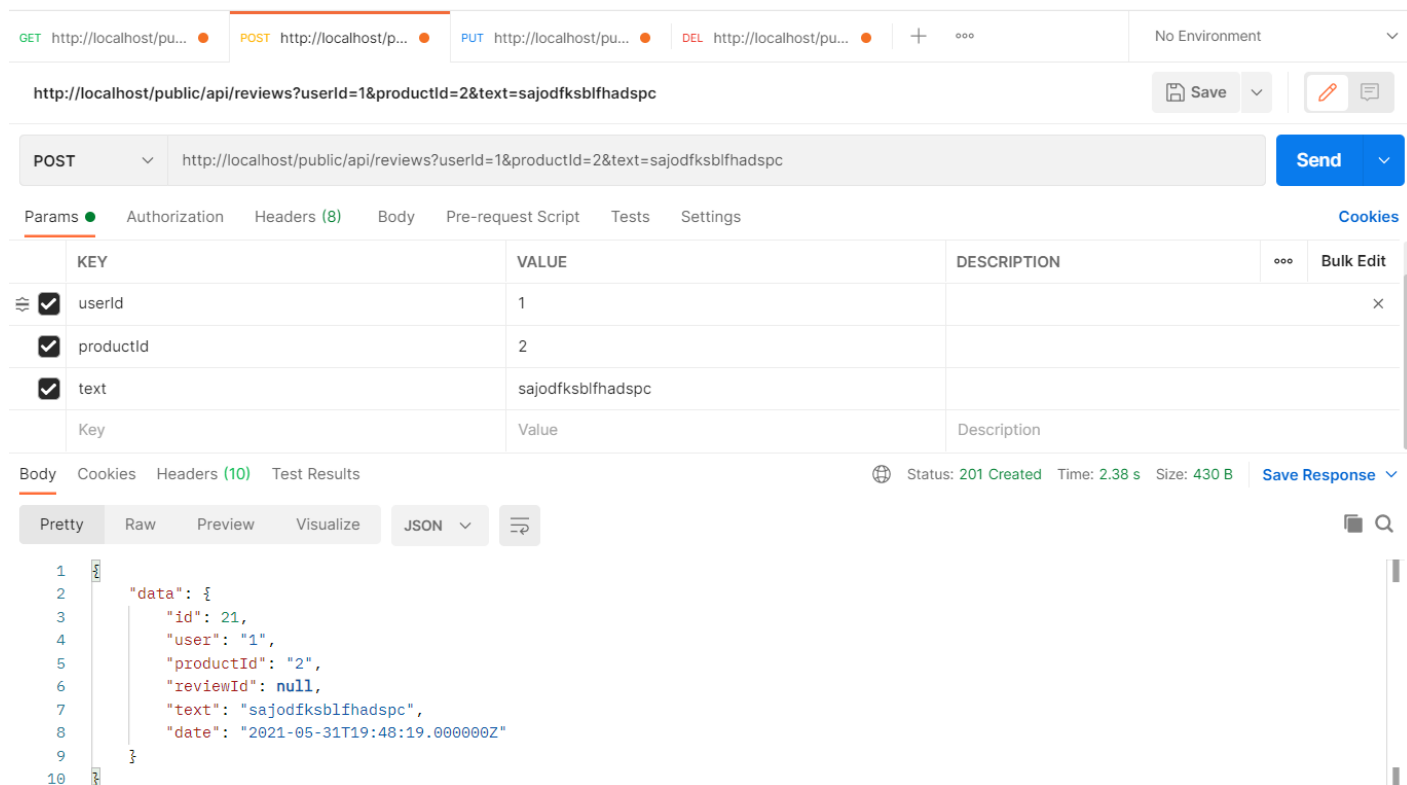 GET http://localhost/pu... POST http://localhost/p... PUT http://localhost/pu... DEL http://localhost/pu... No Environment
http://localhost/public/api/reviews?userId=1&productId=2&text=sajodfksblfhadspc Save
POST http://localhost/public/api/reviews?userId=1&productId=2&text=sajodfksblfhadspc Send
Params Authorization Headers (8) Body Pre-request Script Tests Settings Cookies
KEY VALUE DESCRIPTION Bulk Edit
userId 1
productId 2
text sajodfksblfhadspc
Key Value Description
Body Cookies Headers (10) Test Results Status: 201 Created Time: 2.38 s Size: 430 B Save Response
Pretty Raw Preview Visualize JSON
1 {
2 "data": {
3 "id": 21,
4 "user": "1",
5 "productId": "2",
6 "reviewId": null,
7 "text": "sajodfksblfhadspc",
8 "date": "2021-05-31T19:48:19.000000Z"
9 }
10 }